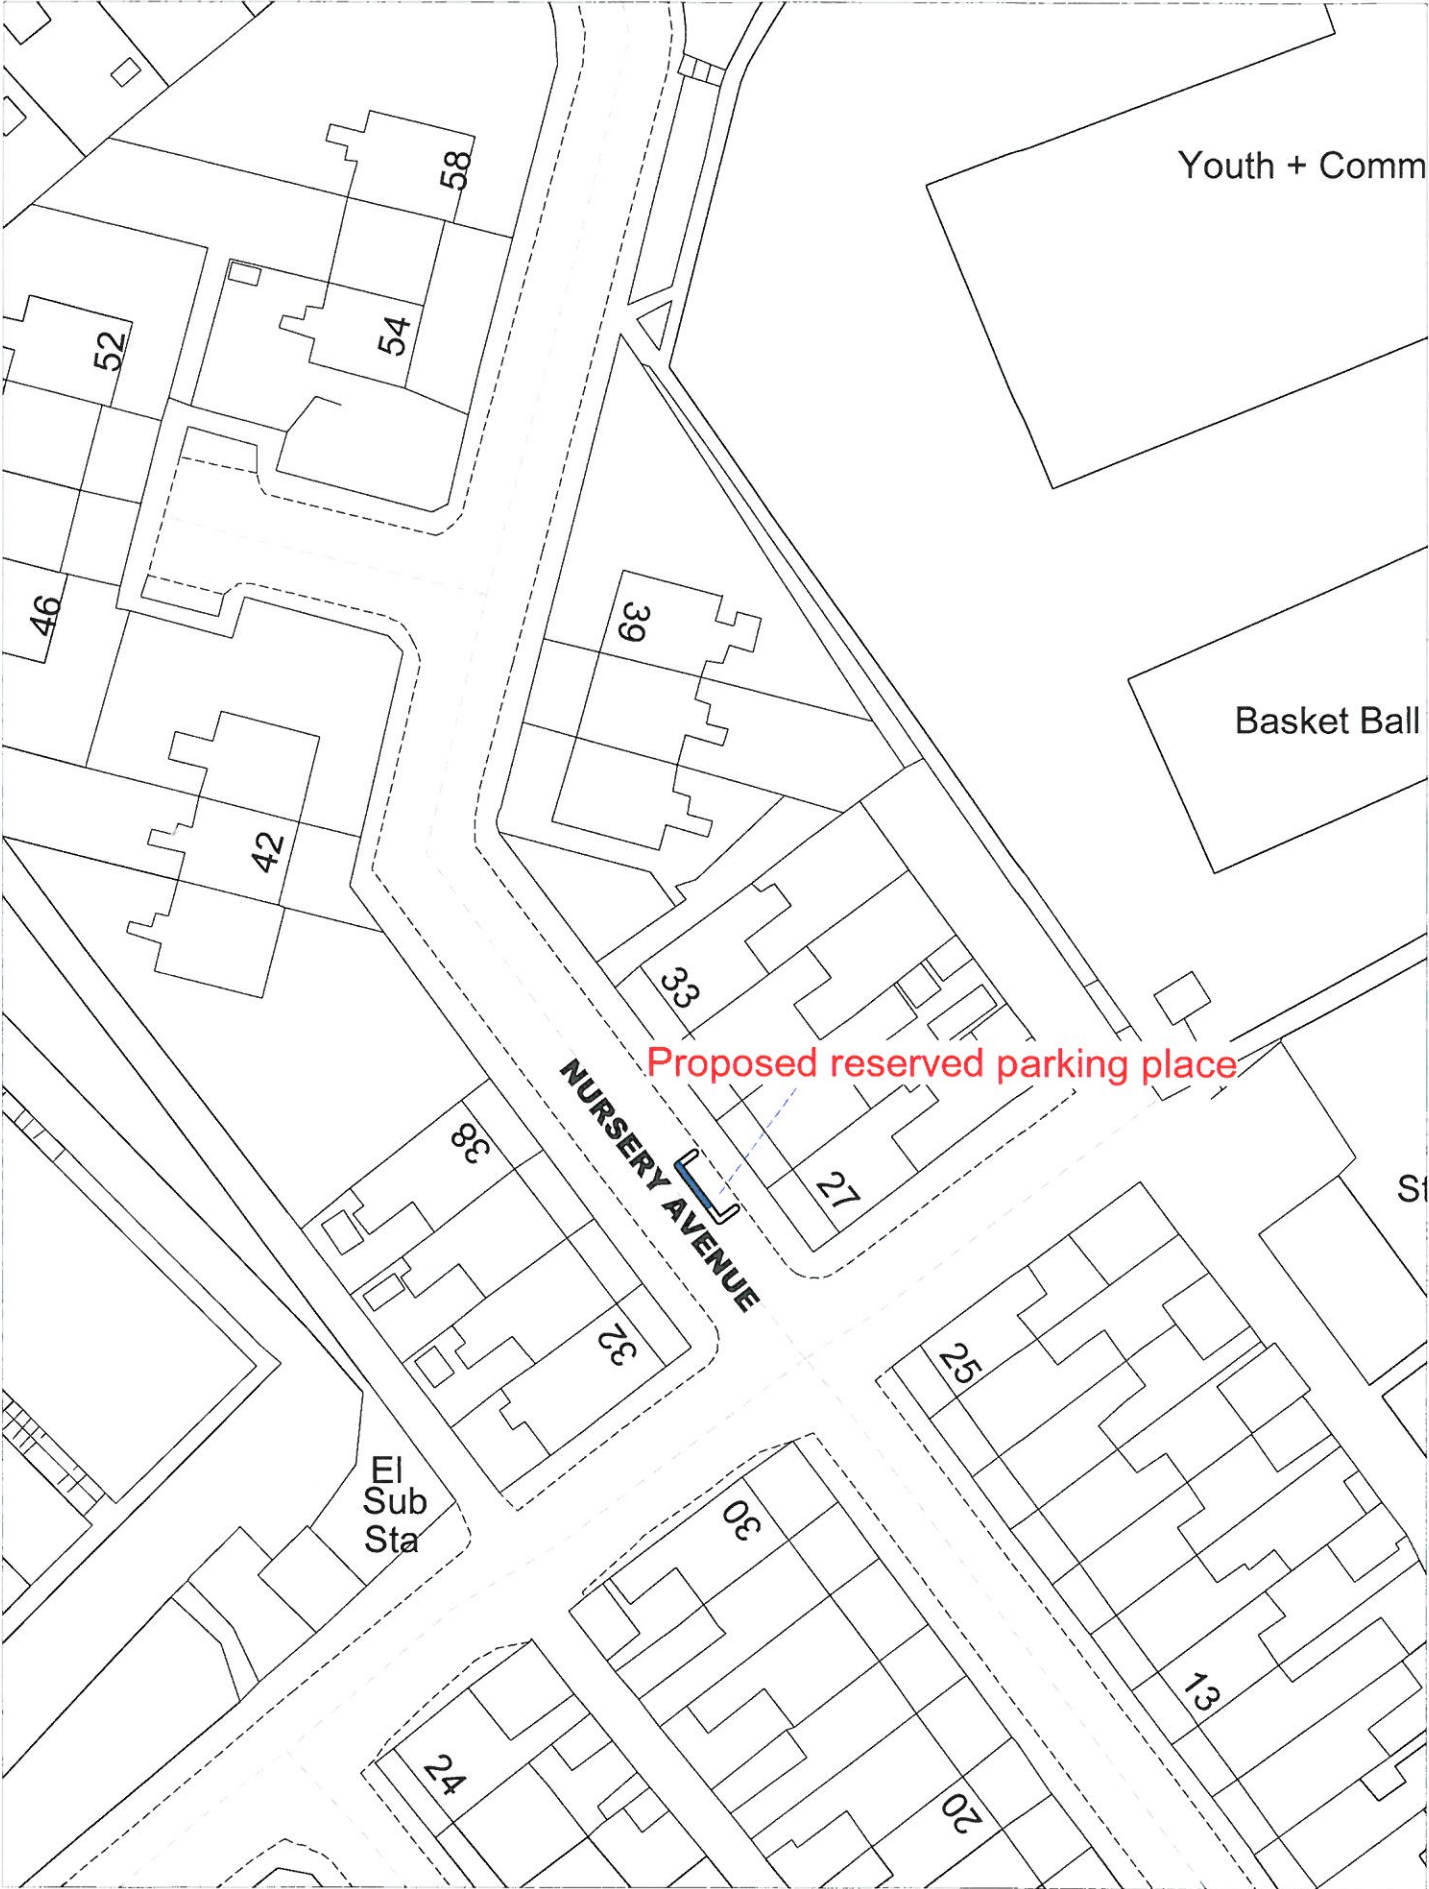 Youth + Comm
58
54
52
46
39
Basket Ball
42
33
Proposed reserved parking place
NURSERY AVENUE
38
27
St
32
25
El
Sub
Sta
30
13
24
20